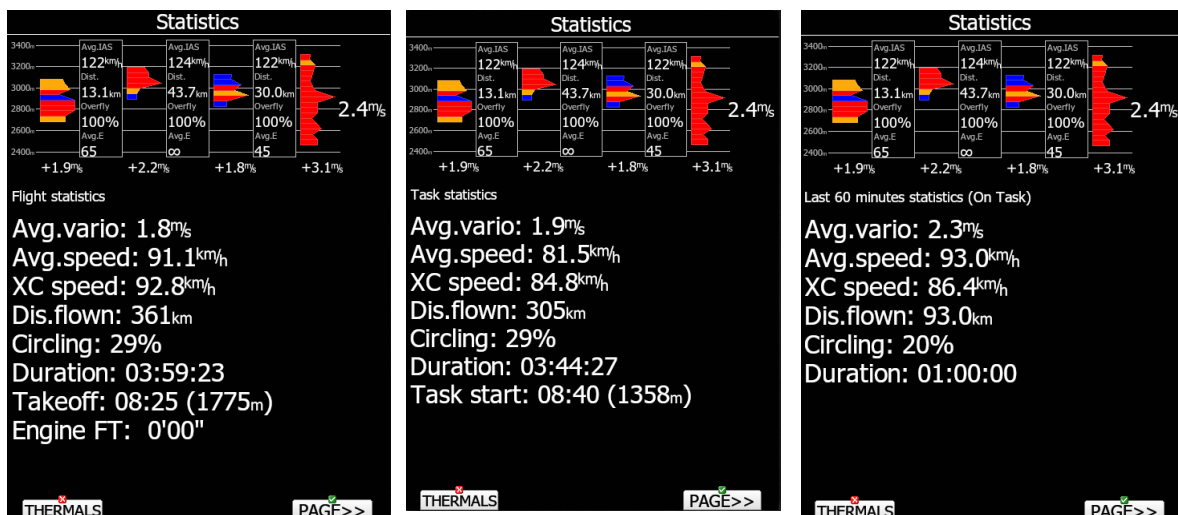 Statistics
3400m
3200m
3000m
2800m
2600m
2400m
Avg.IAS
122km/h
Dist.
13.1km
Overfly
100%
Avg.E
65
Avg.IAS
124km/h
Dist.
43.7km
Overfly
100%
Avg.E
∞
Avg.IAS
122km/h
Dist.
30.0km
Overfly
100%
Avg.E
45
2.4m/s
+1.9m/s +2.2m/s +1.8m/s +3.1m/s
Flight statistics
Avg.vario: 1.8m/s
Avg.speed: 91.1km/h
XC speed: 92.8km/h
Dis.flown: 361km
Circling: 29%
Duration: 03:59:23
Takeoff: 08:25 (1775m)
Engine FT: 0'00"
THERMALS PAGE>>
Statistics
3400m
3200m
3000m
2800m
2600m
2400m
Avg.IAS
122km/h
Dist.
13.1km
Overfly
100%
Avg.E
65
Avg.IAS
124km/h
Dist.
43.7km
Overfly
100%
Avg.E
∞
Avg.IAS
122km/h
Dist.
30.0km
Overfly
100%
Avg.E
45
2.4m/s
+1.9m/s +2.2m/s +1.8m/s +3.1m/s
Task statistics
Avg.vario: 1.9m/s
Avg.speed: 81.5km/h
XC speed: 84.8km/h
Dis.flown: 305km
Circling: 29%
Duration: 03:44:27
Task start: 08:40 (1358m)
THERMALS PAGE>>
Statistics
3400m
3200m
3000m
2800m
2600m
2400m
Avg.IAS
122km/h
Dist.
13.1km
Overfly
100%
Avg.E
65
Avg.IAS
124km/h
Dist.
43.7km
Overfly
100%
Avg.E
∞
Avg.IAS
122km/h
Dist.
30.0km
Overfly
100%
Avg.E
45
2.4m/s
+1.9m/s +2.2m/s +1.8m/s +3.1m/s
Last 60 minutes statistics (On Task)
Avg.vario: 2.3m/s
Avg.speed: 93.0km/h
XC speed: 86.4km/h
Dis.flown: 93.0km
Circling: 20%
Duration: 01:00:00
THERMALS PAGE>>